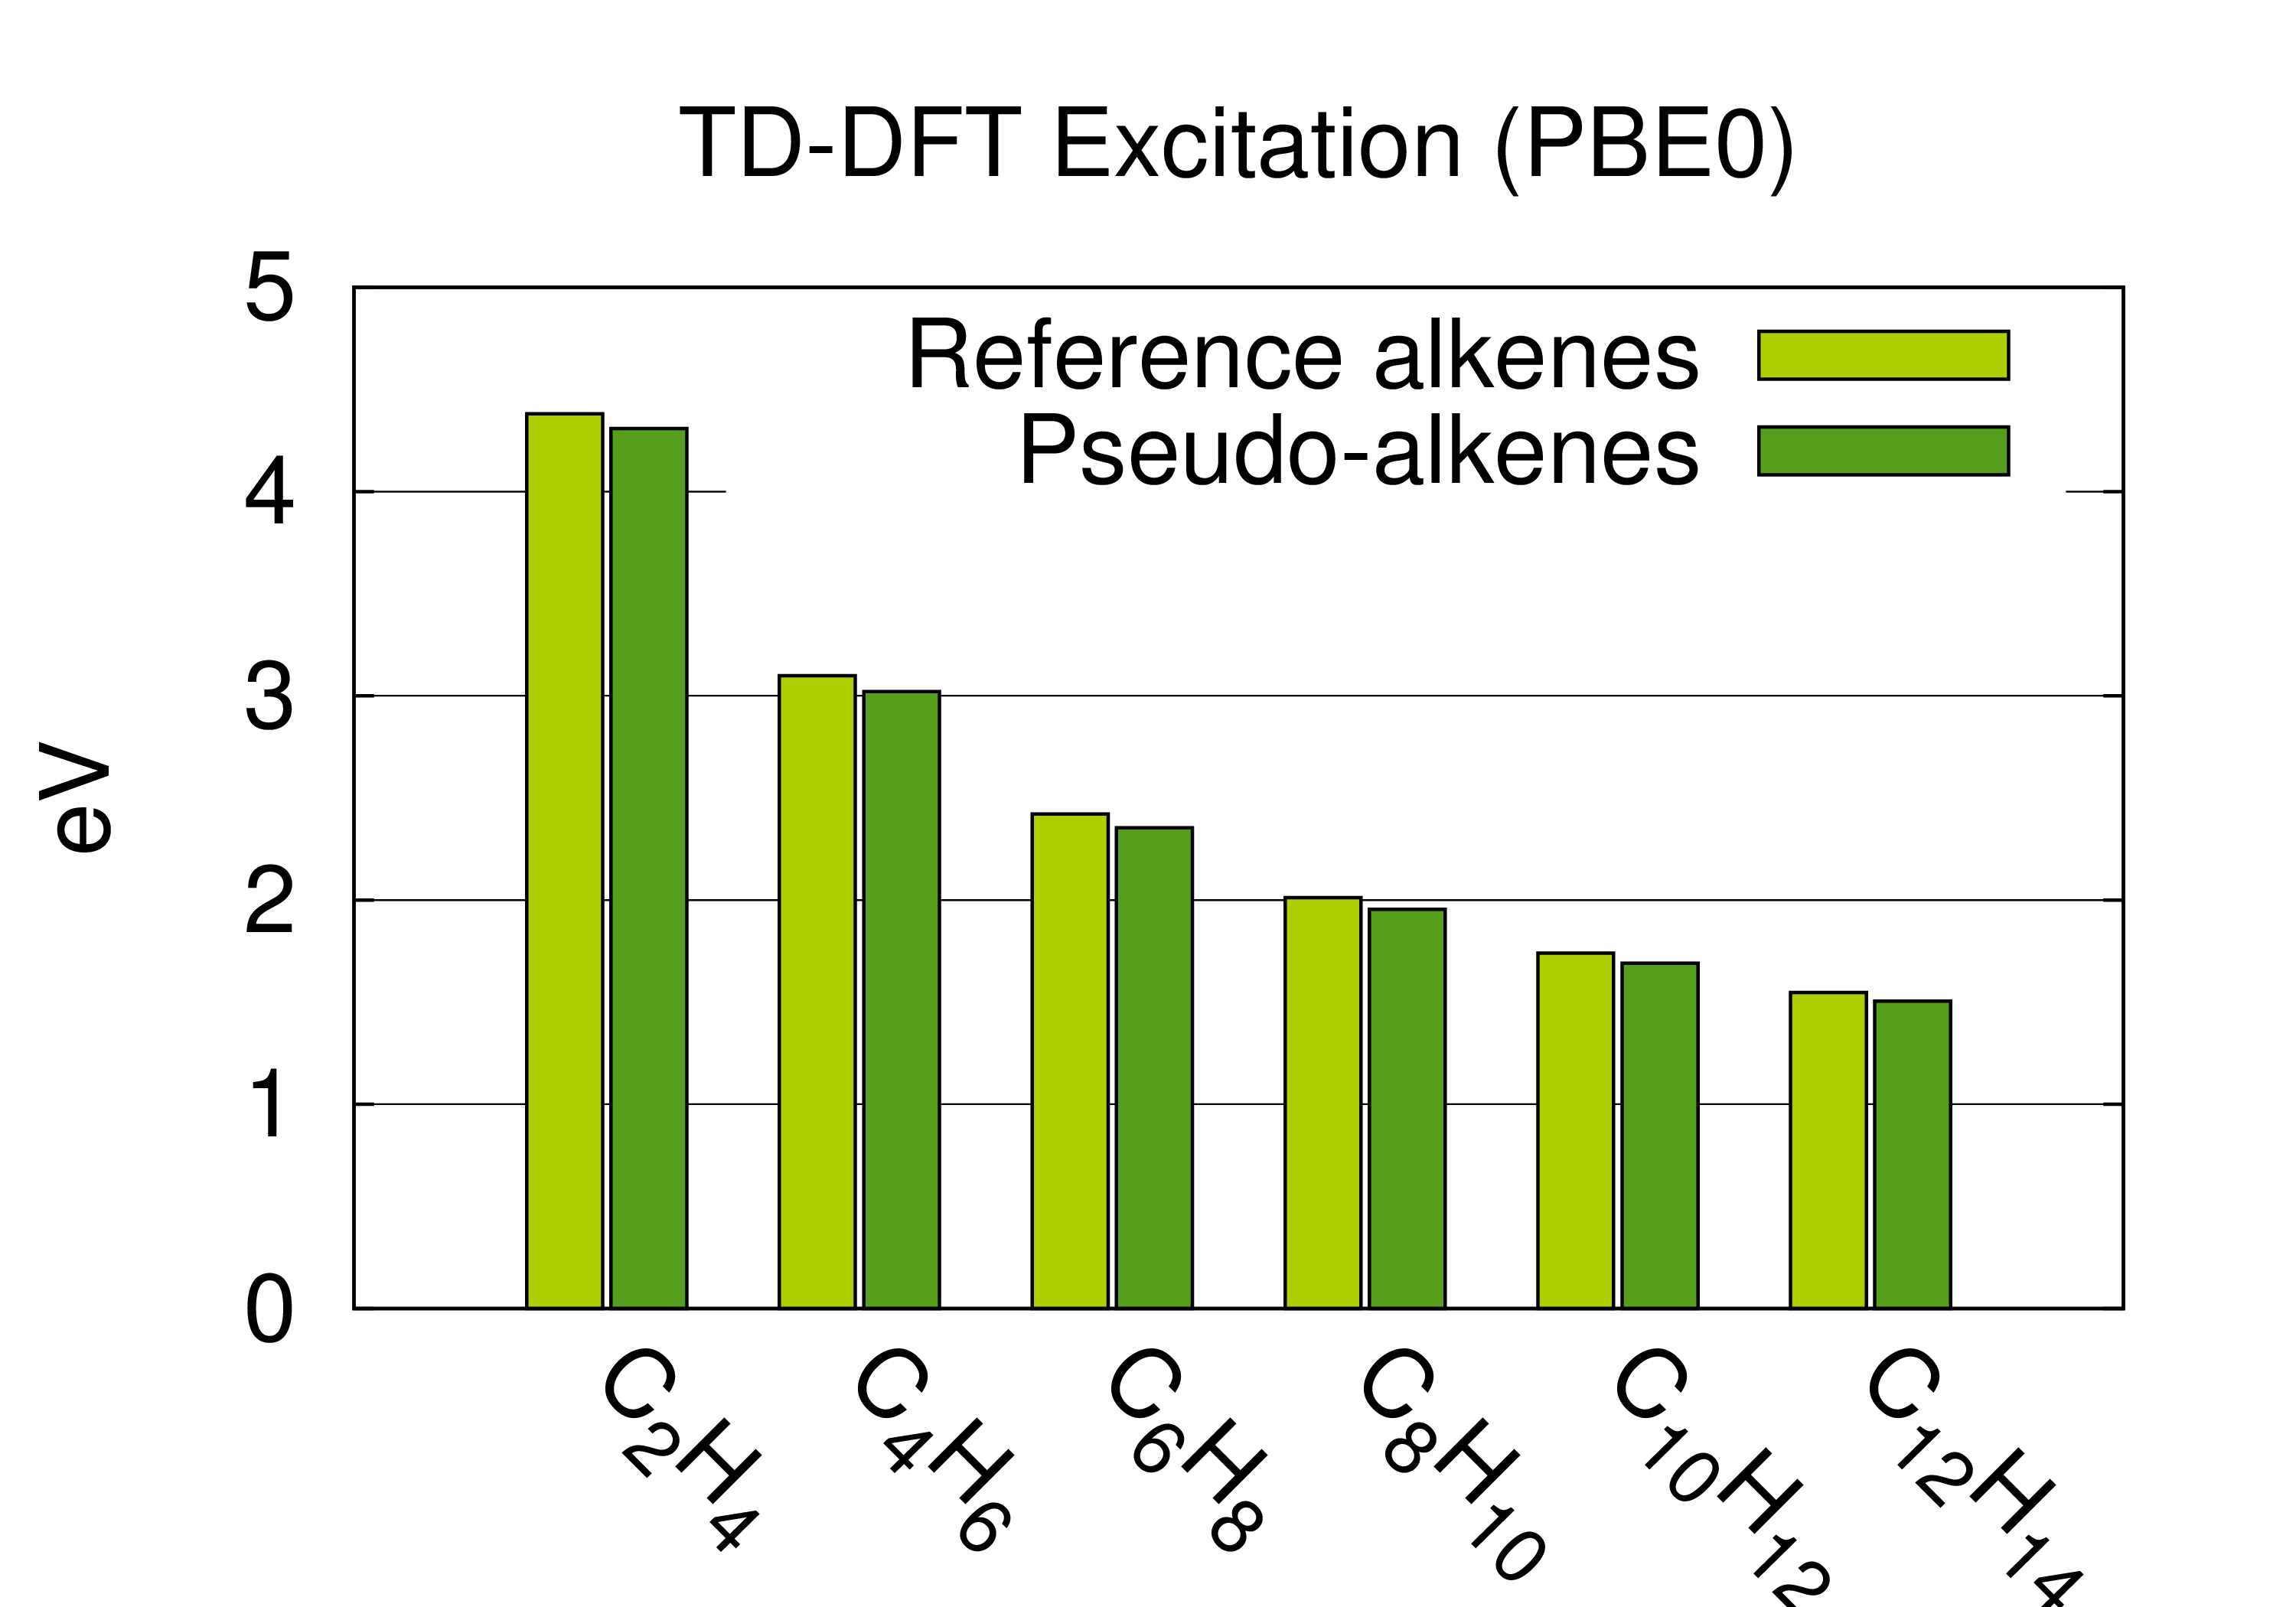 TD-DFT Excitation (PBE0)
5
4
3
2
1
0
eV
Reference alkenes
Pseudo-alkenes
C₂H₄
C₄H₆
C₆H₈
C₈H₁₀
C₁₀H₁₂
C₁₂H₁₄